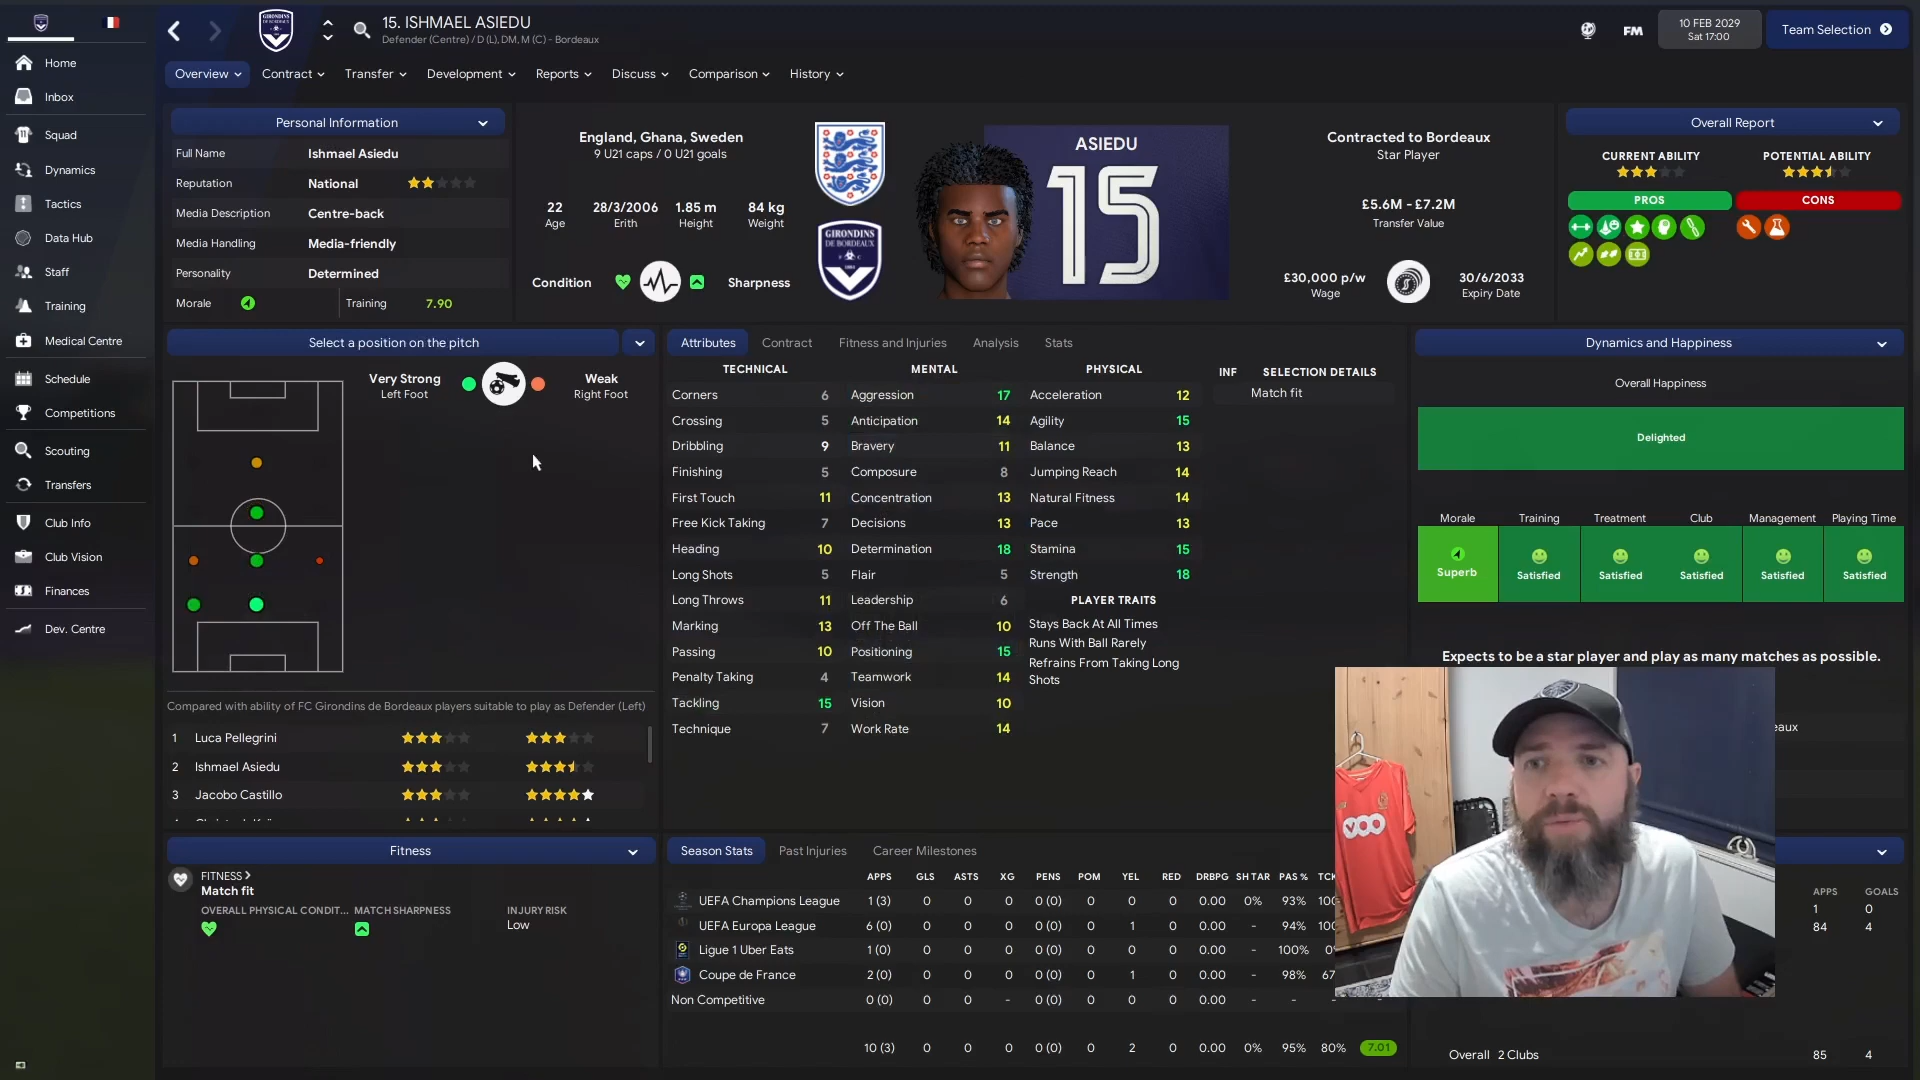 15. ISHMAEL ASIEDU
Defender (Centre) / D (L), DM, M (C) - Bordeaux
FM
10 FEB 2029
Sat 17:00
Team Selection
Home
Inbox
Squad
Dynamics
Tactics
Data Hub
Staff
Training
Medical Centre
Schedule
Competitions
Scouting
Transfers
Club Info
Club Vision
Finances
Dev. Centre
Overview
Contract
Transfer
Development
Reports
Discuss
Comparison
History
Personal Information
Full Name Ishmael Asiedu
Reputation National
Media Description Centre-back
Media Handling Media-friendly
Personality Determined
Morale
Training 7.90
England, Ghana, Sweden
9 U21 caps / 0 U21 goals
22 28/3/2006 1.85 m 84 kg
Age Erith Height Weight
Condition
Sharpness
GIRONDINS
DE BORDEAUX
ASIEDU
15
Contracted to Bordeaux
Star Player
£5.6M - £7.2M
Transfer Value
£30,000 p/w
Wage
30/6/2033
Expiry Date
Overall Report
CURRENT ABILITY
POTENTIAL ABILITY
PROS
CONS
Select a position on the pitch
Very Strong
Left Foot
Weak
Right Foot
Compared with ability of FC Girondins de Bordeaux players suitable to play as Defender (Left)
1 Luca Pellegrini
2 Ishmael Asiedu
3 Jacobo Castillo
Attributes
Contract
Fitness and Injuries
Analysis
Stats
TECHNICAL MENTAL PHYSICAL
Corners 6 Aggression 17 Acceleration 12
Crossing 5 Anticipation 14 Agility 15
Dribbling 9 Bravery 11 Balance 13
Finishing 5 Composure 8 Jumping Reach 14
First Touch 11 Concentration 13 Natural Fitness 14
Free Kick Taking 7 Decisions 13 Pace 13
Heading 10 Determination 18 Stamina 15
Long Shots 5 Flair 5 Strength 18
Long Throws 11 Leadership 6
Marking 13 Off The Ball 10
Passing 10 Positioning 15
Penalty Taking 4 Teamwork 14
Tackling 15 Vision 10
Technique 7 Work Rate 14
PLAYER TRAITS
Stays Back At All Times
Runs With Ball Rarely
Refrains From Taking Long
Shots
INF SELECTION DETAILS
Match fit
Dynamics and Happiness
Overall Happiness
Delighted
Morale Training Treatment Club Management Playing Time
Superb Satisfied Satisfied Satisfied Satisfied Satisfied
Expects to be a star player and play as many matches as possible.
eaux
VOO
Fitness
FITNESS
Match fit
OVERALL PHYSICAL CONDIT... MATCH SHARPNESS INJURY RISK
Low
Season Stats
Past Injuries
Career Milestones
APPS GLS ASTS XG PENS POM YEL RED DRBPG SH TAR PAS % TCK
UEFA Champions League 1 (3) 0 0 0 0 (0) 0 0 0 0.00 0% 93% 100
UEFA Europa League 6 (0) 0 0 0 0 (0) 0 1 0 0.00 - 94% 100
Ligue 1 Uber Eats 1 (0) 0 0 0 0 (0) 0 0 0 0.00 - 100% 0%
Coupe de France 2 (0) 0 0 0 0 (0) 0 1 0 0.00 - 98% 67
Non Competitive 0 (0) 0 0 - 0 (0) 0 0 0 0.00 - - -
10 (3) 0 0 0 0 (0) 0 2 0 0.00 0% 95% 80% 7.01
APPS GOALS
1 0
84 4
Overall 2 Clubs 85 4